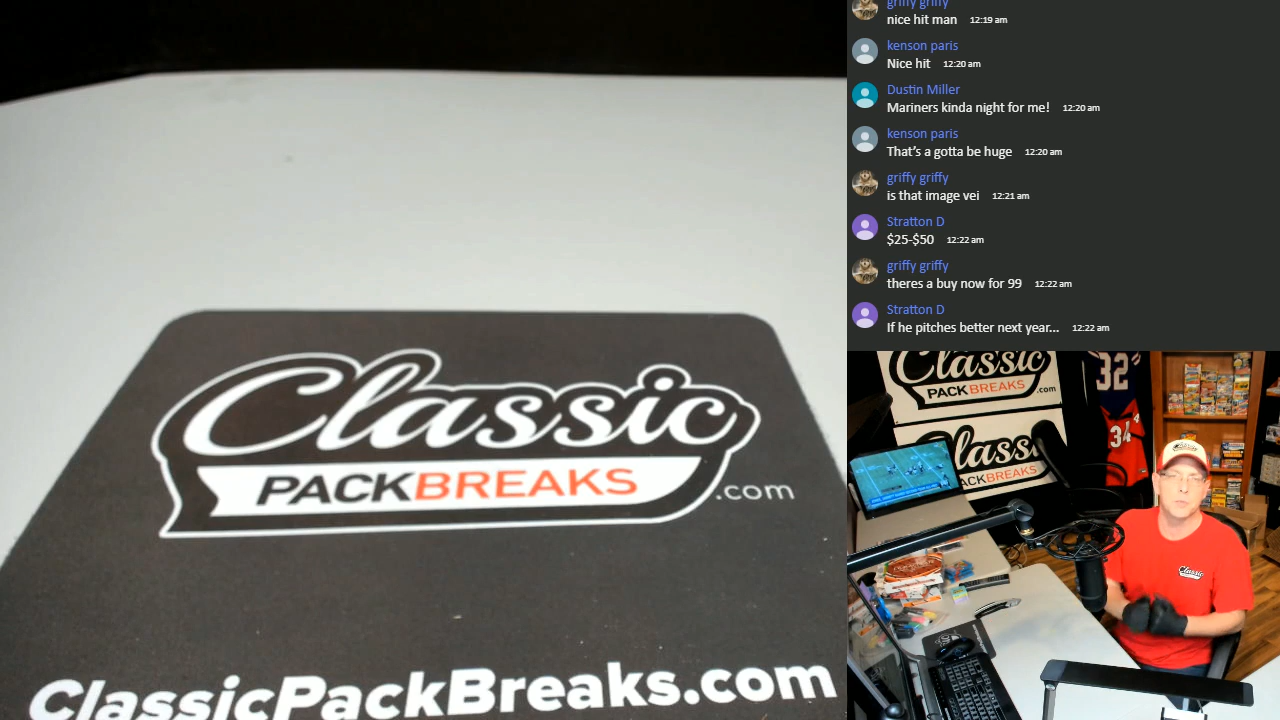 griffy griffy
nice hit man 12:19 am
kenson paris
Nice hit 12:20 am
Dustin Miller
Mariners kinda night for me! 12:20 am
kenson paris
That's a gotta be huge 12:20 am
griffy griffy
is that image vei 12:21 am
Stratton D
$25-$50 12:22 am
griffy griffy
theres a buy now for 99 12:22 am
Stratton D
If he pitches better next year... 12:22 am
Classic
PACKBREAKS
.com
ClassicPackBreaks.com
Classic
PACKBREAKS
.com
Classi
PACKBREAKS
32
34
Classic